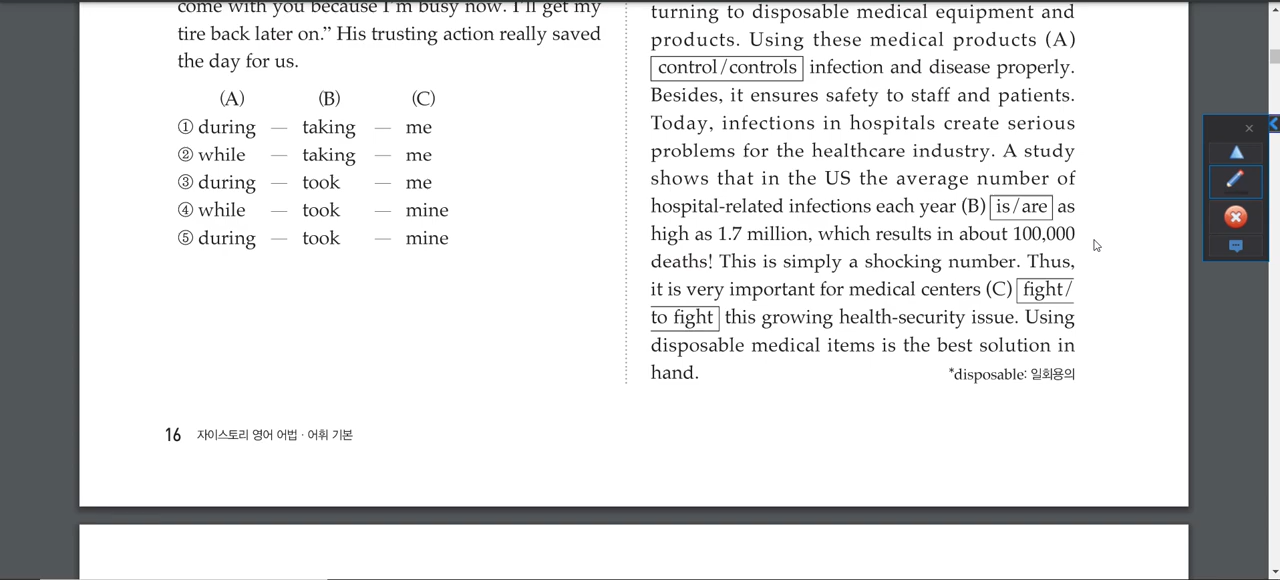 come with you because I'm busy now. I'll get my
tire back later on.” His trusting action really saved
the day for us.
(A) (B) (C)
① during — taking — me
② while — taking — me
③ during — took — me
④ while — took — mine
⑤ during — took — mine
turning to disposable medical equipment and
products. Using these medical products (A)
control/controls infection and disease properly.
Besides, it ensures safety to staff and patients.
Today, infections in hospitals create serious
problems for the healthcare industry. A study
shows that in the US the average number of
hospital-related infections each year (B) is/are as
high as 1.7 million, which results in about 100,000
deaths! This is simply a shocking number. Thus,
it is very important for medical centers (C) fight/
to fight this growing health-security issue. Using
disposable medical items is the best solution in
hand. *disposable: 일회용의
16 자이스토리 영어 어법·어휘 기본